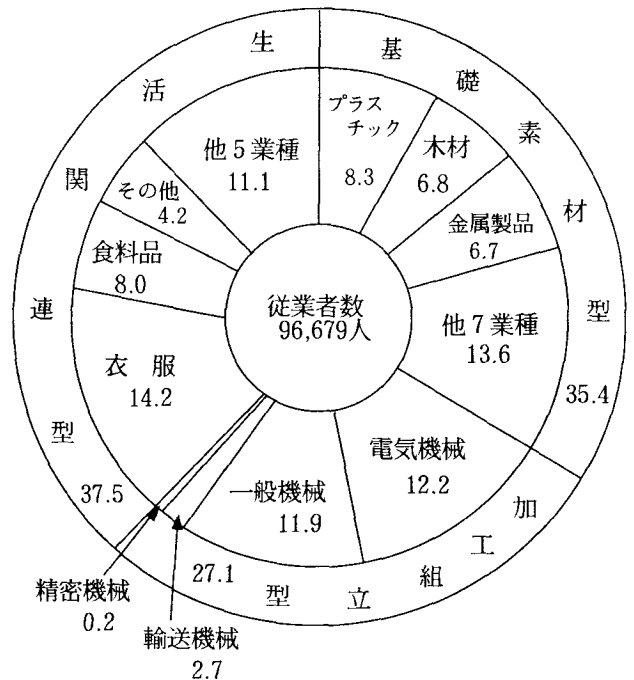 基礎素材型
35.4
プラス
チック
8.3
木材
6.8
金属製品
6.7
他7業種
13.6
加工組立型
27.1
電気機械
12.2
一般機械
11.9
輸送機械
2.7
精密機械
0.2
生活関連型
37.5
衣 服
14.2
食料品
8.0
その他
4.2
他5業種
11.1
従業者数
96,679人